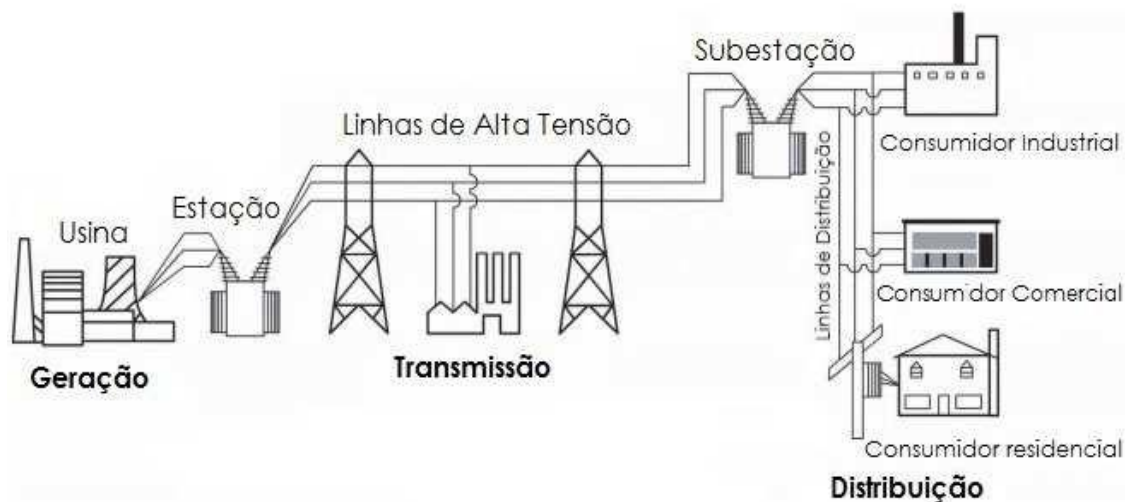 Subestação
Linhas de Alta Tensão
Consumidor Industrial
Estação
Usina
Linhas de Distribuição
Consumidor Comercial
Geração
Transmissão
Consumidor residencial
Distribuição